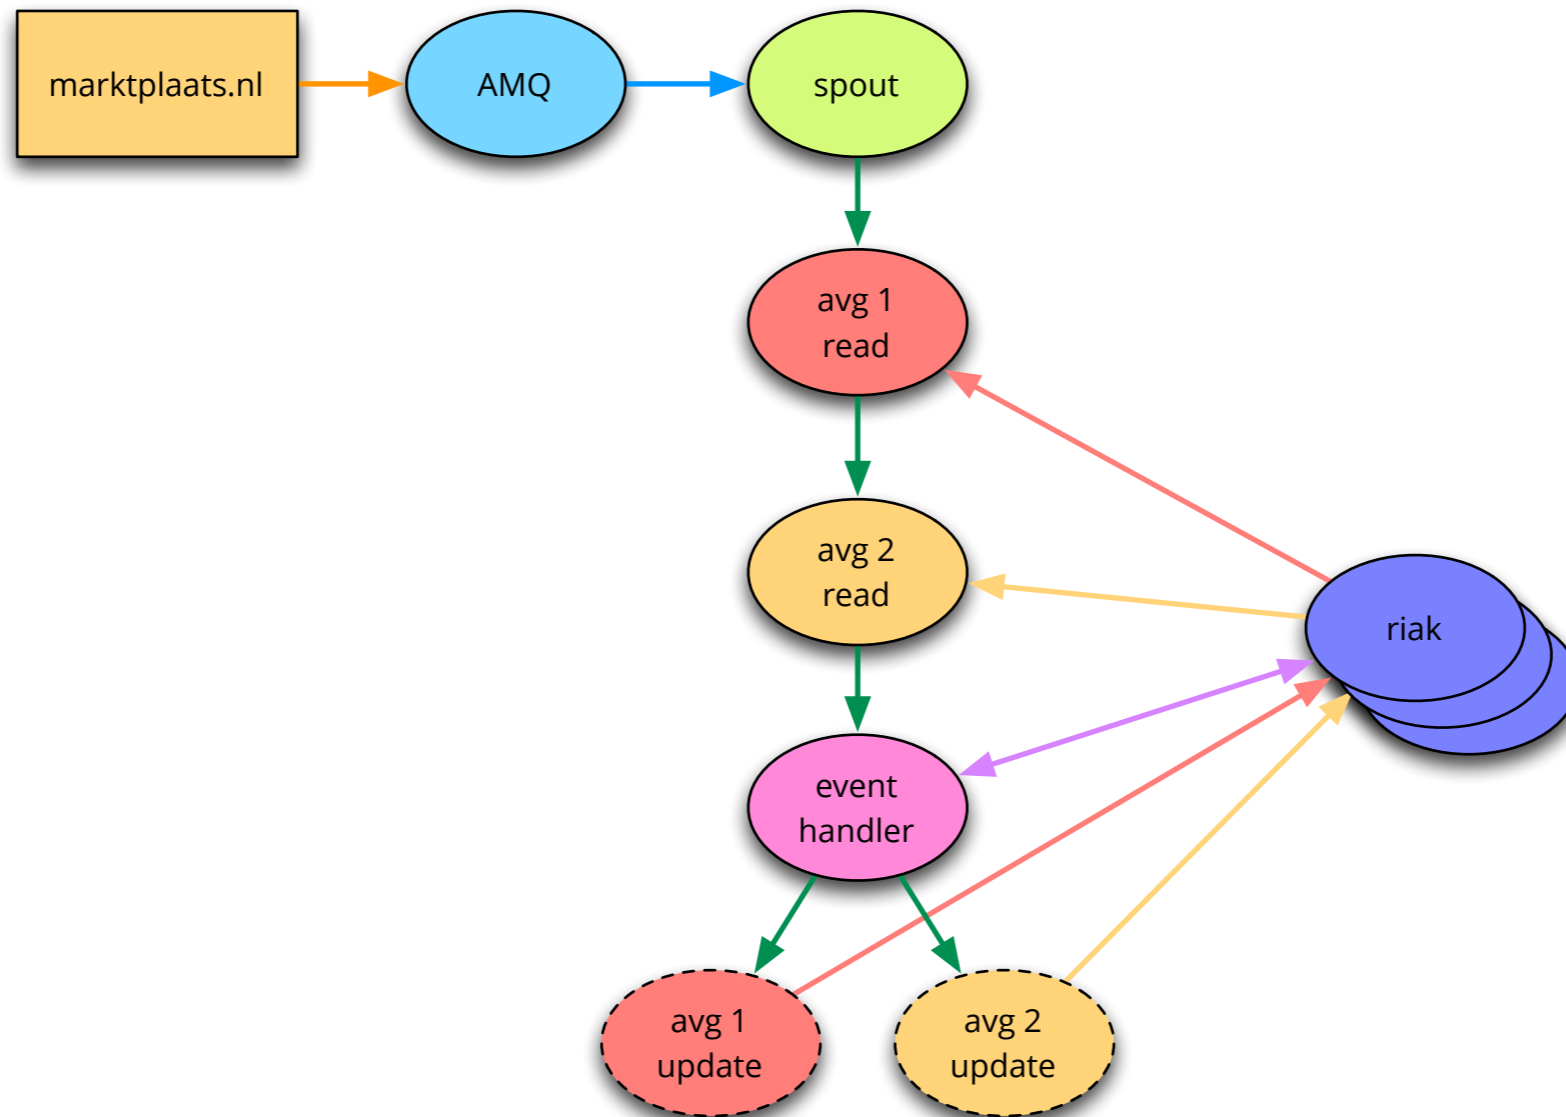 marktplaats.nl
AMQ
spout
avg 1
read
avg 2
read
riak
event
handler
avg 1
update
avg 2
update